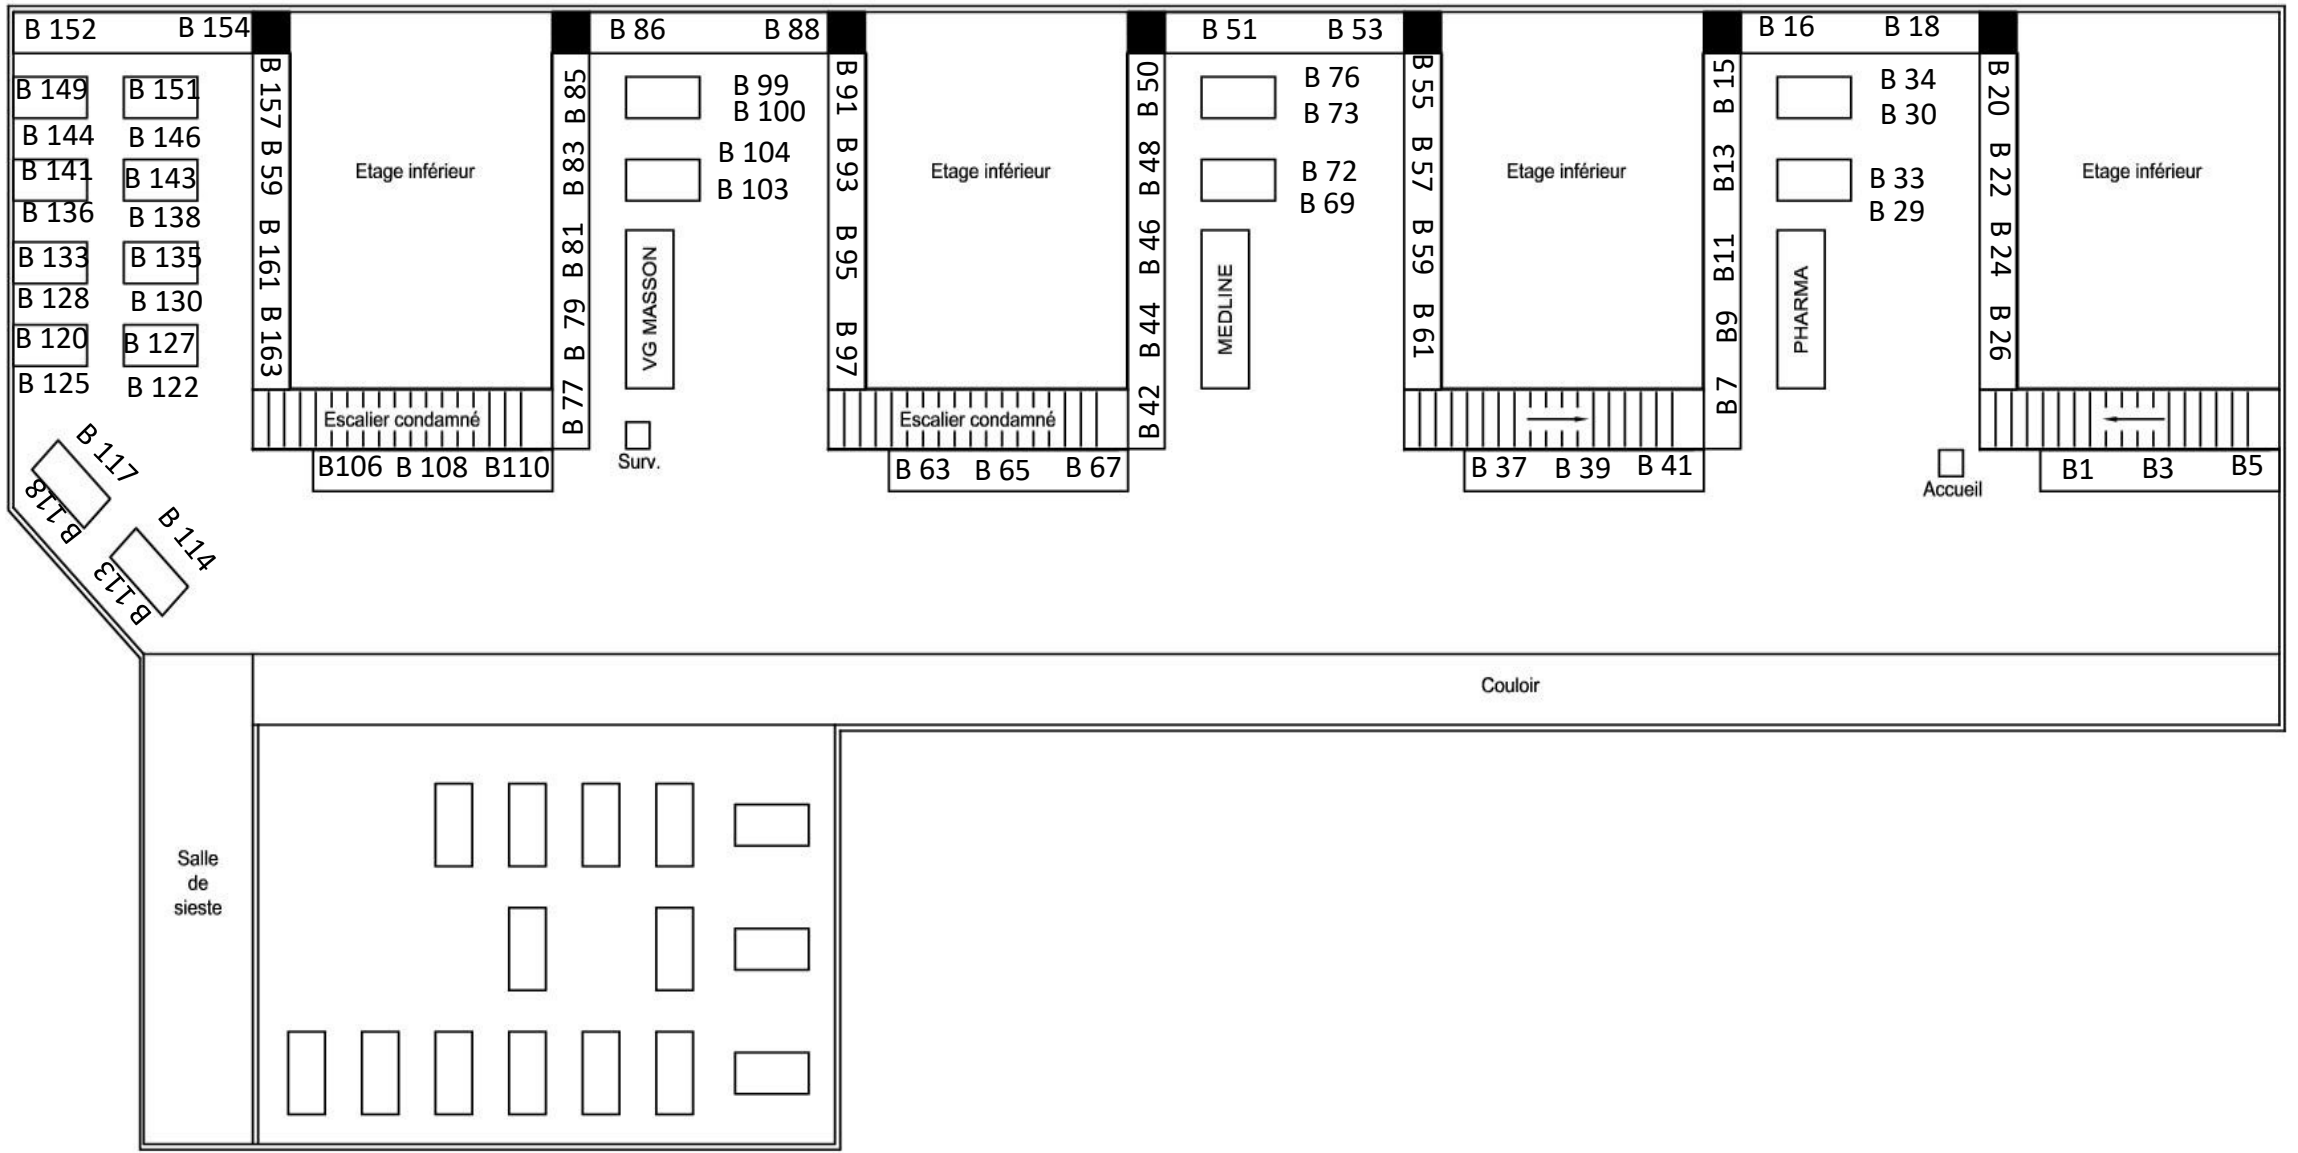 B 152
B 154
B 86
B 88
B 51
B 53
B 16
B 18
B 149
B 151
B 144
B 146
B 141
B 143
B 136
B 138
B 133
B 135
B 128
B 130
B 120
B 127
B 125
B 122
B 117
B 118
B 114
B 113
B 157
B 59
B 161
B 163
Etage inférieur
Escalier condamné
B106
B 108
B110
B 85
B 83
B 81
B 79
B 77
B 99
B 100
B 104
B 103
VG MASSON
Surv.
B 91
B 93
B 95
B 97
Etage inférieur
Escalier condamné
B 63
B 65
B 67
B 50
B 48
B 46
B 44
B 42
B 76
B 73
B 72
B 69
MEDLINE
B 55
B 57
B 59
B 61
Etage inférieur
B 37
B 39
B 41
B 15
B13
B11
B9
B 7
B 34
B 30
B 33
B 29
PHARMA
Accueil
B 20
B 22
B 24
B 26
Etage inférieur
B1
B3
B5
Couloir
Salle
de
sieste